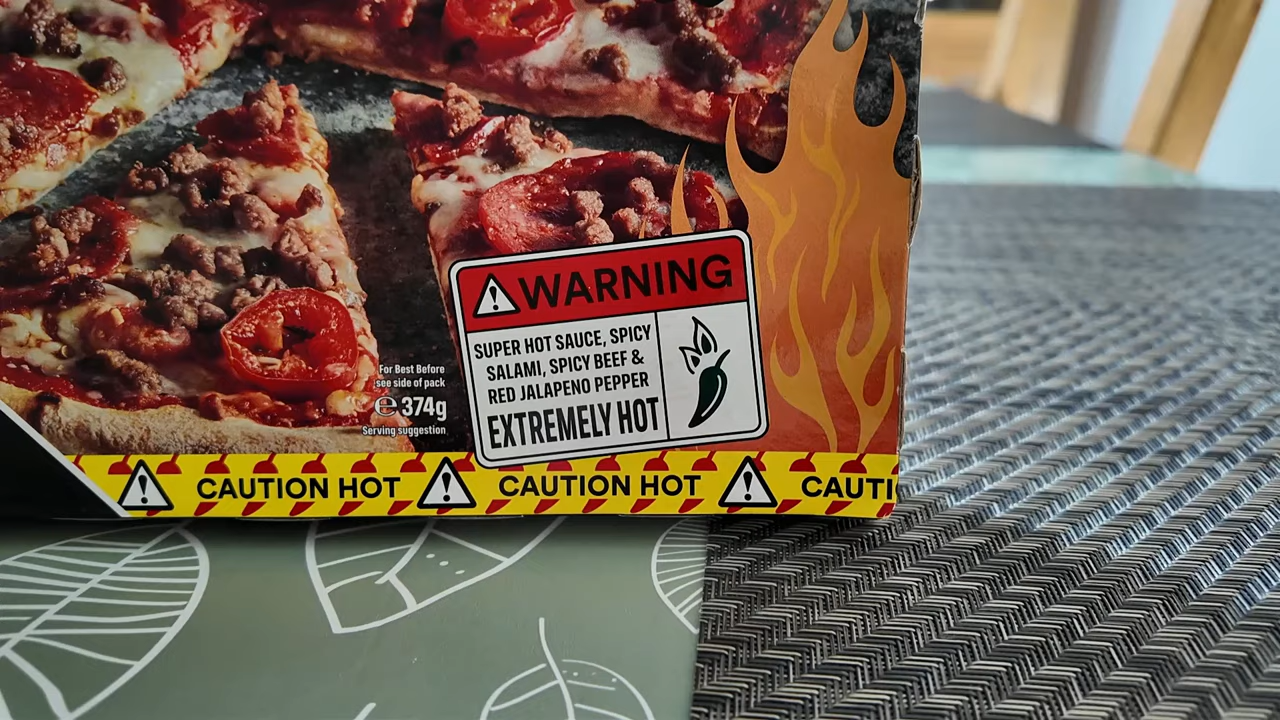 WARNING
SUPER HOT SAUCE, SPICY
SALAMI, SPICY BEEF &
RED JALAPENO PEPPER
EXTREMELY HOT
For Best Before
see side of pack
℮ 374g
Serving suggestion
CAUTION HOT CAUTION HOT CAUTI